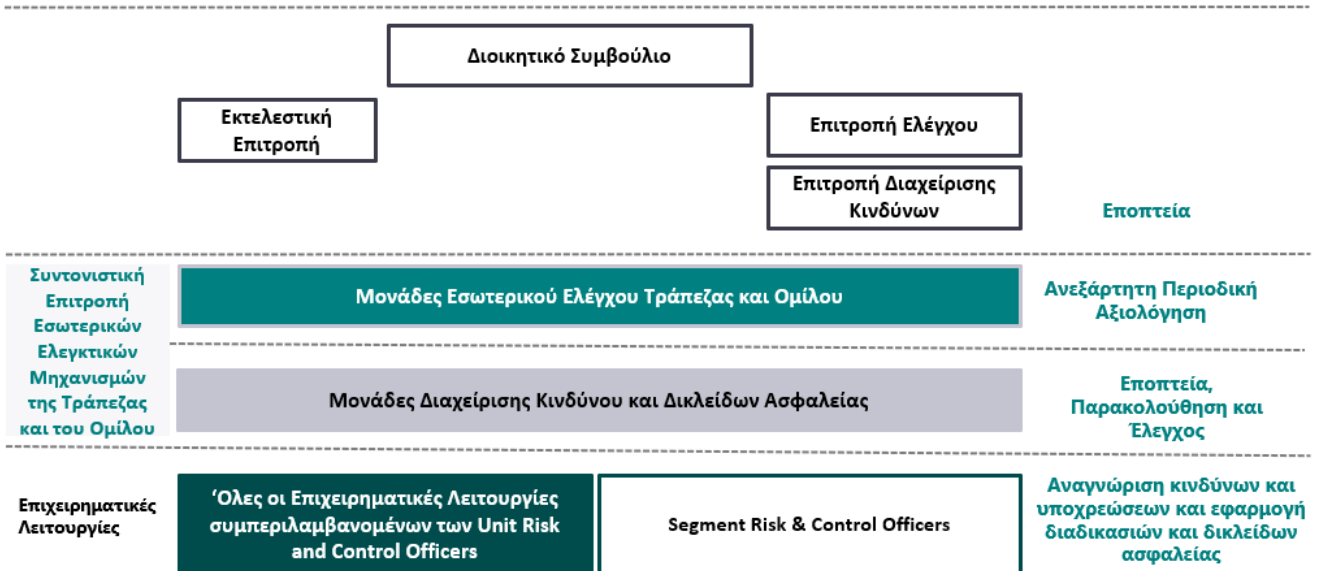 Διοικητικό Συμβούλιο
Εκτελεστική
Επιτροπή
Επιτροπή Ελέγχου
Επιτροπή Διαχείρισης
Κινδύνων
Εποπτεία
Συντονιστική
Επιτροπή
Εσωτερικών
Ελεγκτικών
Μηχανισμών
της Τράπεζας
και του Ομίλου
Μονάδες Εσωτερικού Ελέγχου Τράπεζας και Ομίλου
Ανεξάρτητη Περιοδική
Αξιολόγηση
Μονάδες Διαχείρισης Κινδύνου και Δικλείδων Ασφαλείας
Εποπτεία,
Παρακολούθηση και
Έλεγχος
Επιχειρηματικές
Λειτουργίες
‘Ολες οι Επιχειρηματικές Λειτουργίες
συμπεριλαμβανομένων των Unit Risk
and Control Officers
Segment Risk & Control Officers
Αναγνώριση κινδύνων και
υποχρεώσεων και εφαρμογή
διαδικασιών και δικλείδων
ασφαλείας